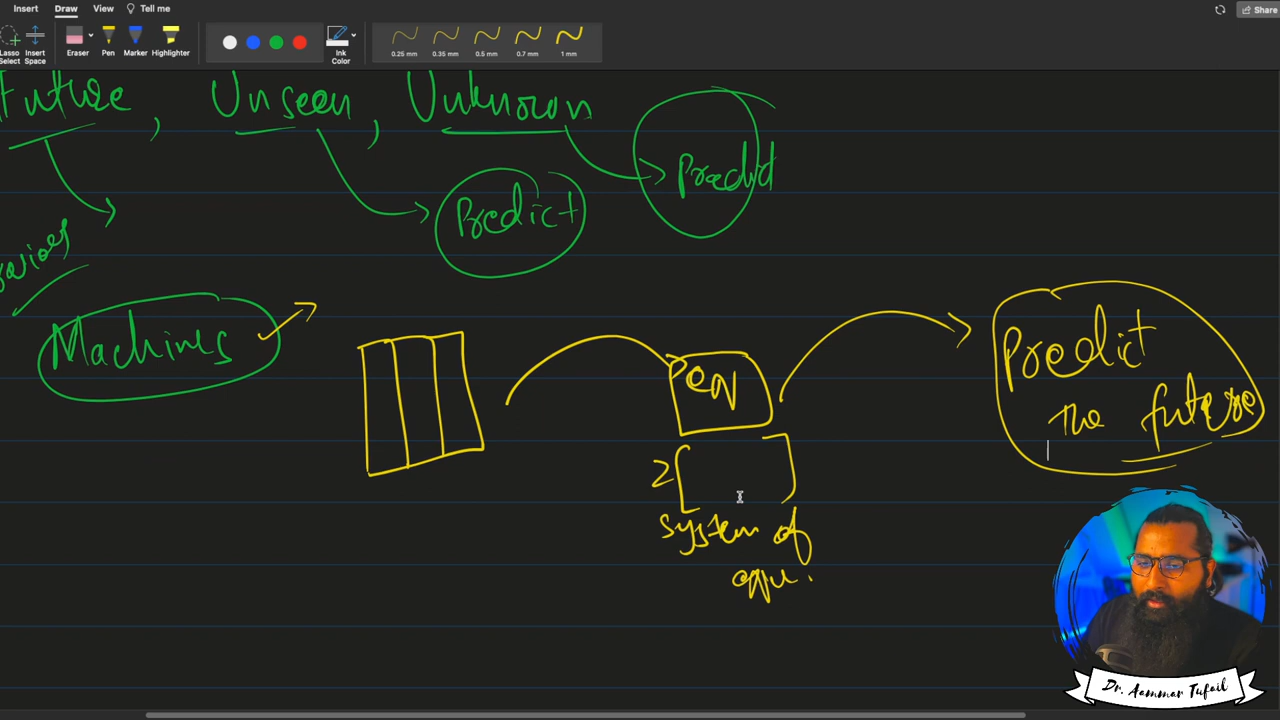 Insert Draw View Tell me
Share
Lasso Select
Insert Space
Eraser
Pen
Marker
Highlighter
Ink Color
0.25 mm
0.35 mm
0.5 mm
0.7 mm
1 mm
Future, Unseen, Unknown
Predict
Predict
Machines
Predict
the future
2[ ]
system of
equ.
Dr. Aammar Tufail